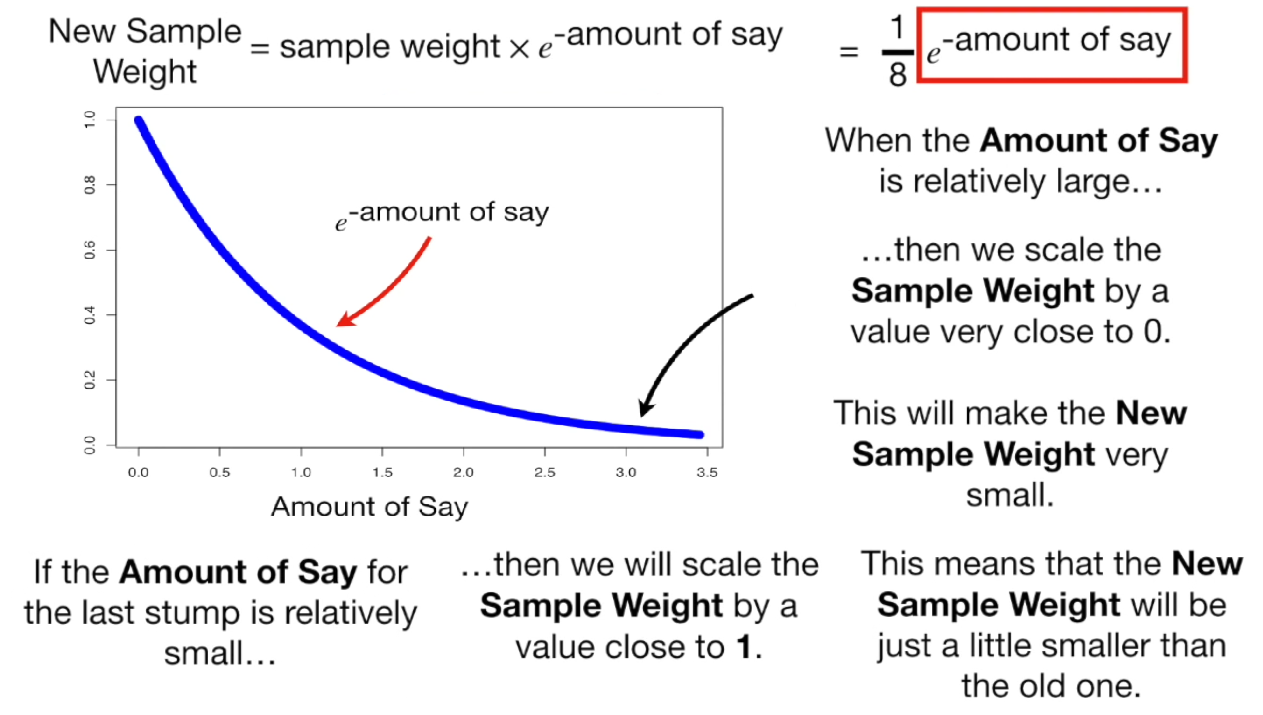 New Sample
Weight
= sample weight × e^-amount of say
= 1/8 e^-amount of say
When the Amount of Say
is relatively large…
…then we scale the
Sample Weight by a
value very close to 0.
This will make the New
Sample Weight very
small.
1.0
0.8
0.6
0.4
0.2
0.0
e^-amount of say
0.0 0.5 1.0 1.5 2.0 2.5 3.0 3.5
Amount of Say
If the Amount of Say for
the last stump is relatively
small…
…then we will scale the
Sample Weight by a
value close to 1.
This means that the New
Sample Weight will be
just a little smaller than
the old one.